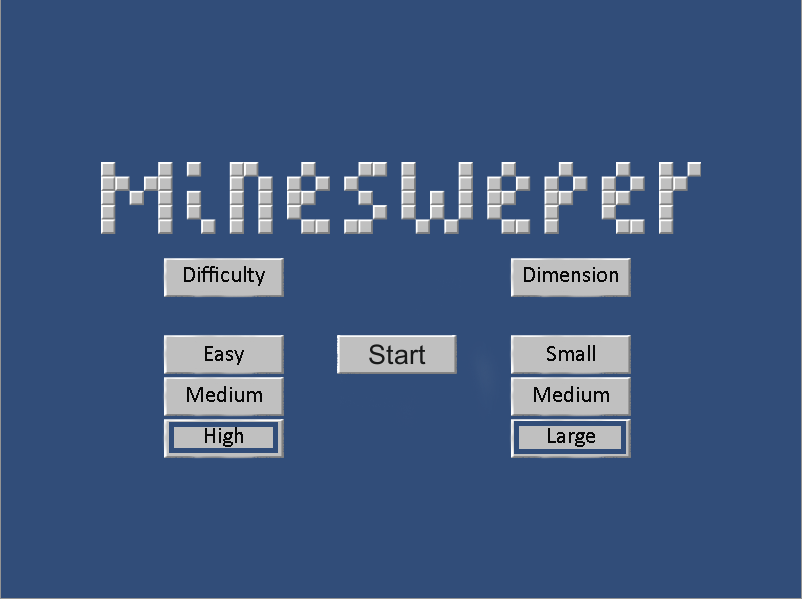 Minesweper
Difficulty
Dimension
Easy
Start
Small
Medium
Medium
High
Large